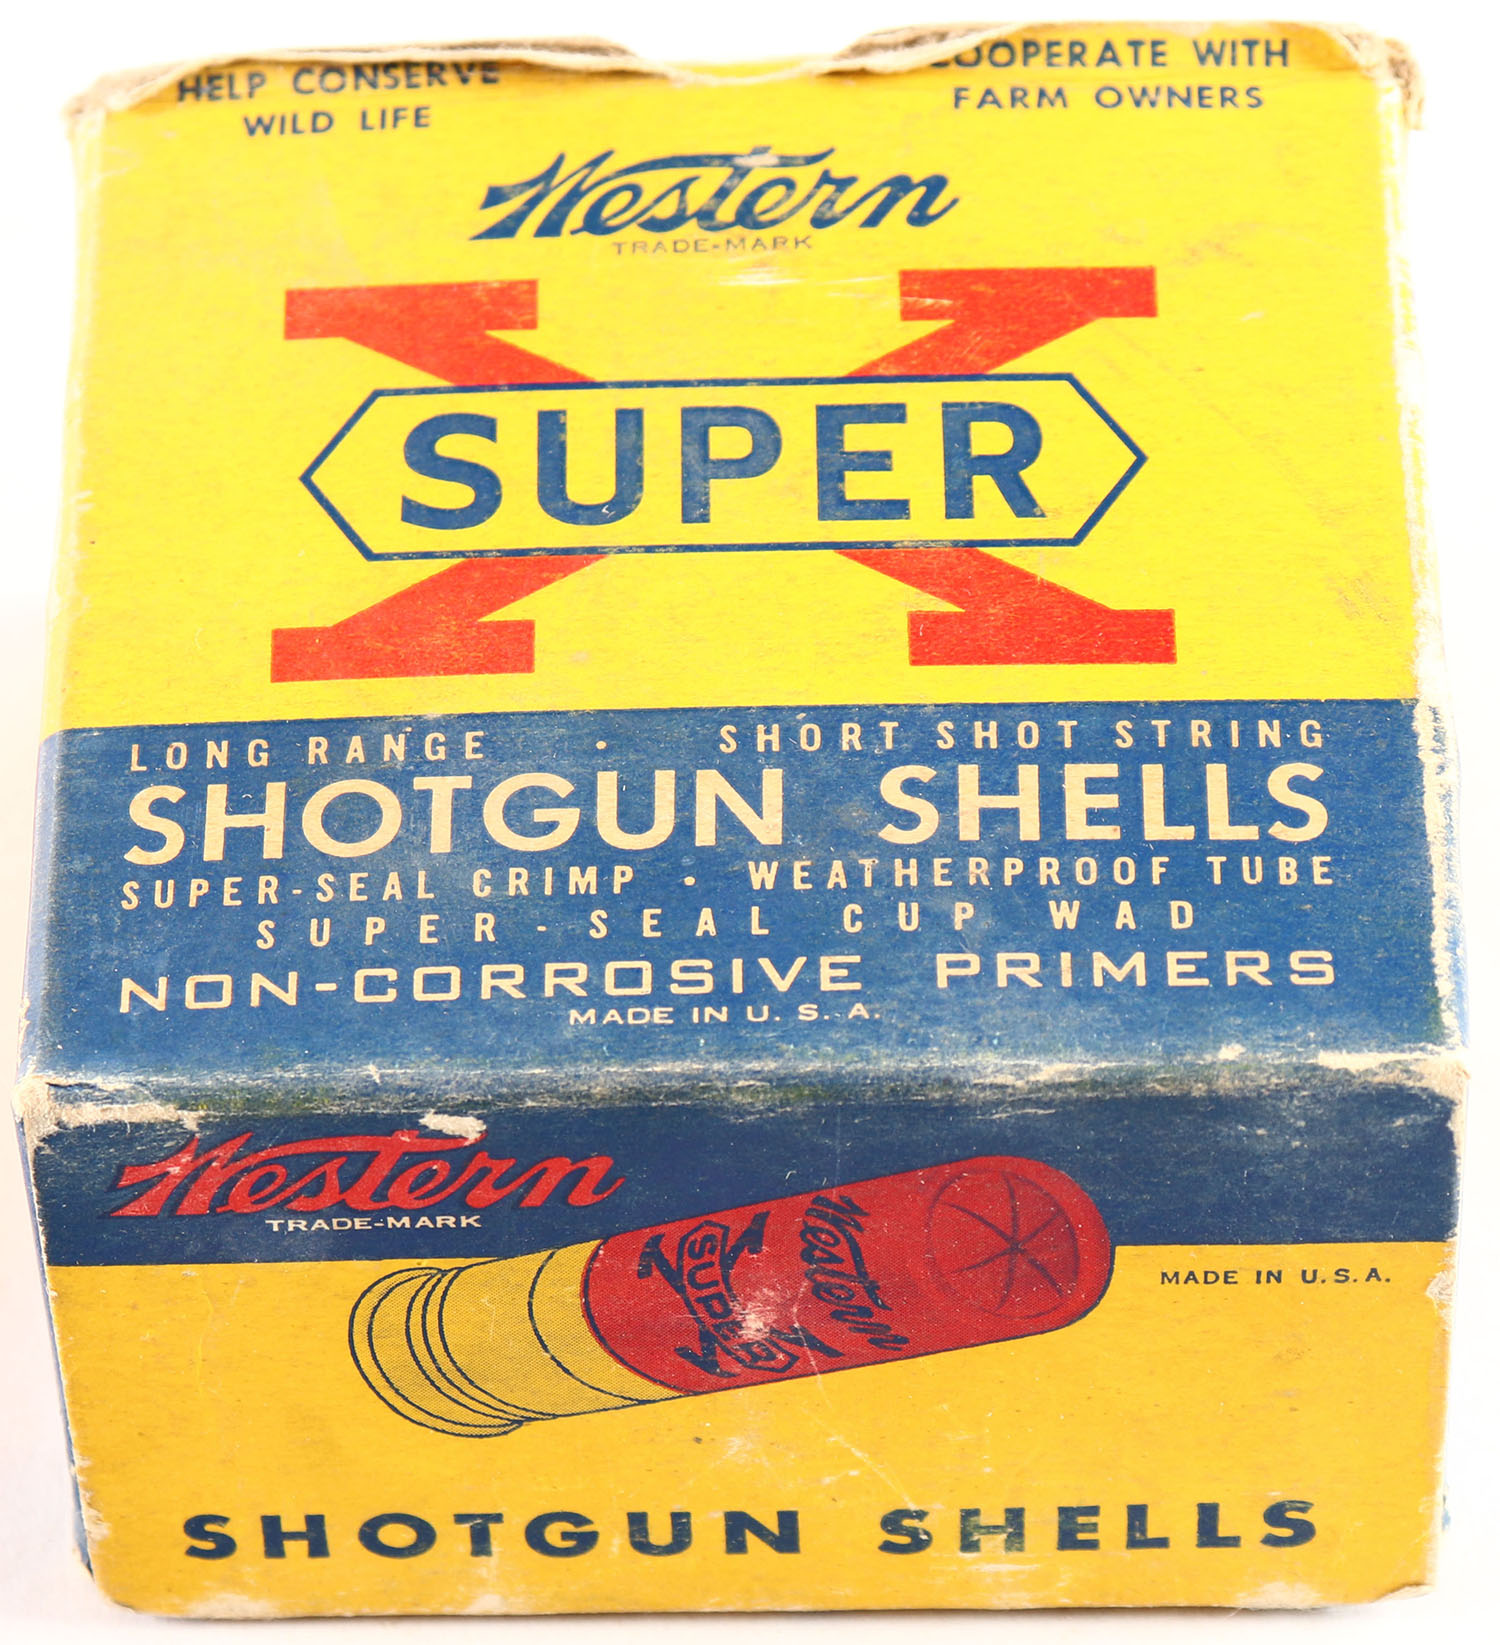 HELP CONSERVE
WILD LIFE
COOPERATE WITH
FARM OWNERS
Western
TRADE-MARK
X
SUPER
LONG RANGE · SHORT SHOT STRING
SHOTGUN SHELLS
SUPER-SEAL CRIMP · WEATHERPROOF TUBE
SUPER-SEAL CUP WAD
NON-CORROSIVE PRIMERS
MADE IN U. S. A.
Western
TRADE-MARK
X
SUPER
Western
MADE IN U.S.A.
SHOTGUN SHELLS